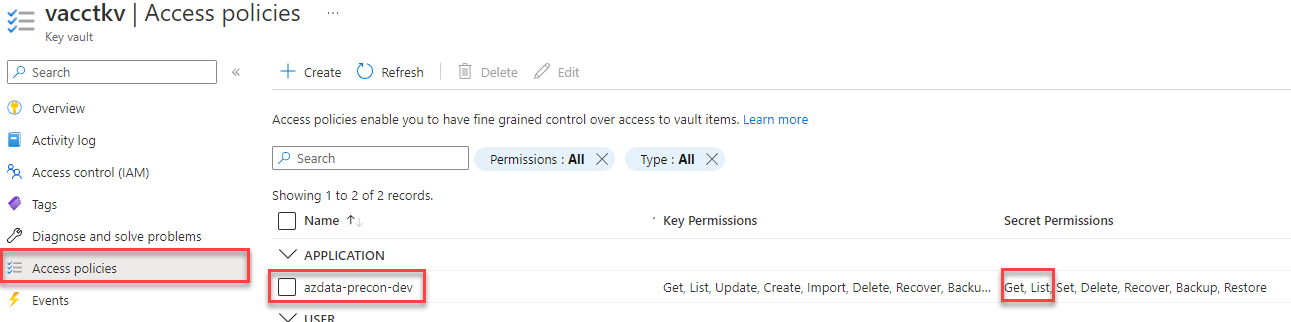 vacctkv | Access policies ...
Key vault
Search «
Overview
Activity log
Access control (IAM)
Tags
Diagnose and solve problems
Access policies
Events
Create Refresh Delete Edit
Access policies enable you to have fine grained control over access to vault items. Learn more
Search Permissions : All Type : All
Showing 1 to 2 of 2 records.
Name Key Permissions Secret Permissions
APPLICATION
azdata-precon-dev Get, List, Update, Create, Import, Delete, Recover, Backu... Get, List, Set, Delete, Recover, Backup, Restore
USER